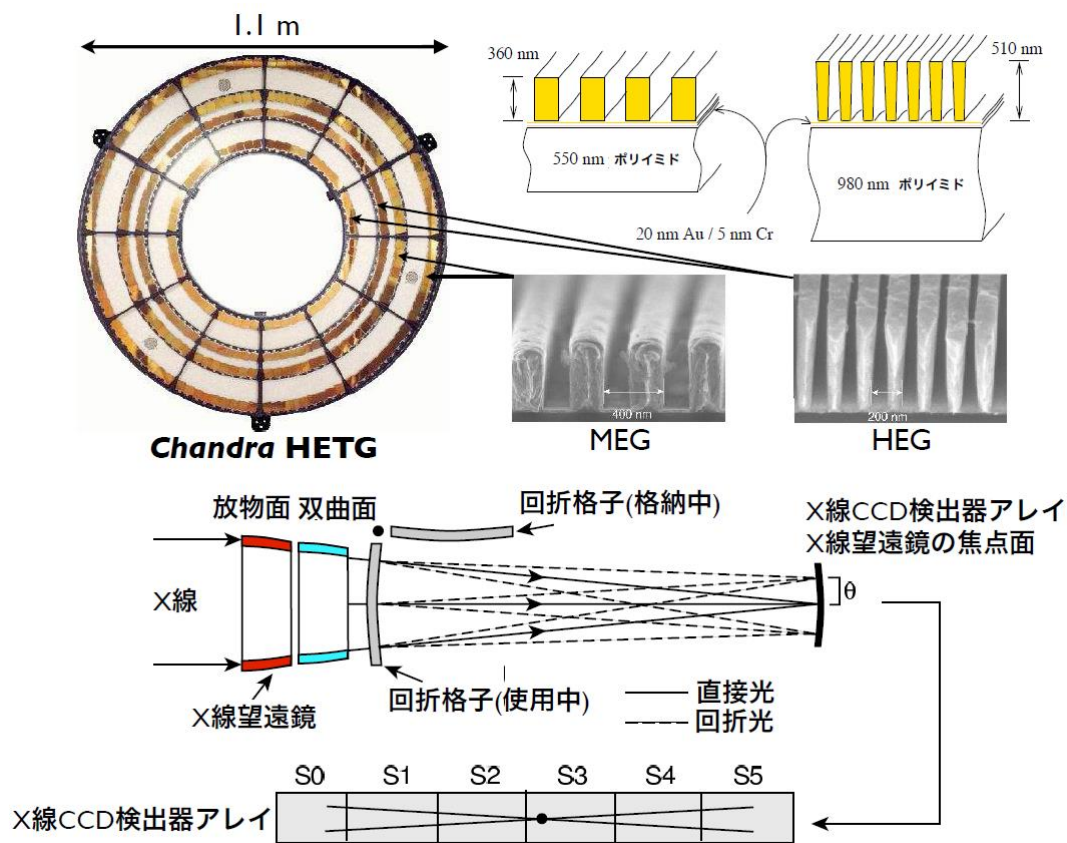 1.1 m
360 nm
510 nm
550 nm ポリイミド
980 nm ポリイミド
20 nm Au / 5 nm Cr
400 nm
200 nm
Chandra HETG
MEG
HEG
放物面 双曲面
回折格子(格納中)
X線CCD検出器アレイ
X線望遠鏡の焦点面
X線
θ
X線望遠鏡
回折格子(使用中)
直接光
回折光
S0 S1 S2 S3 S4 S5
X線CCD検出器アレイ